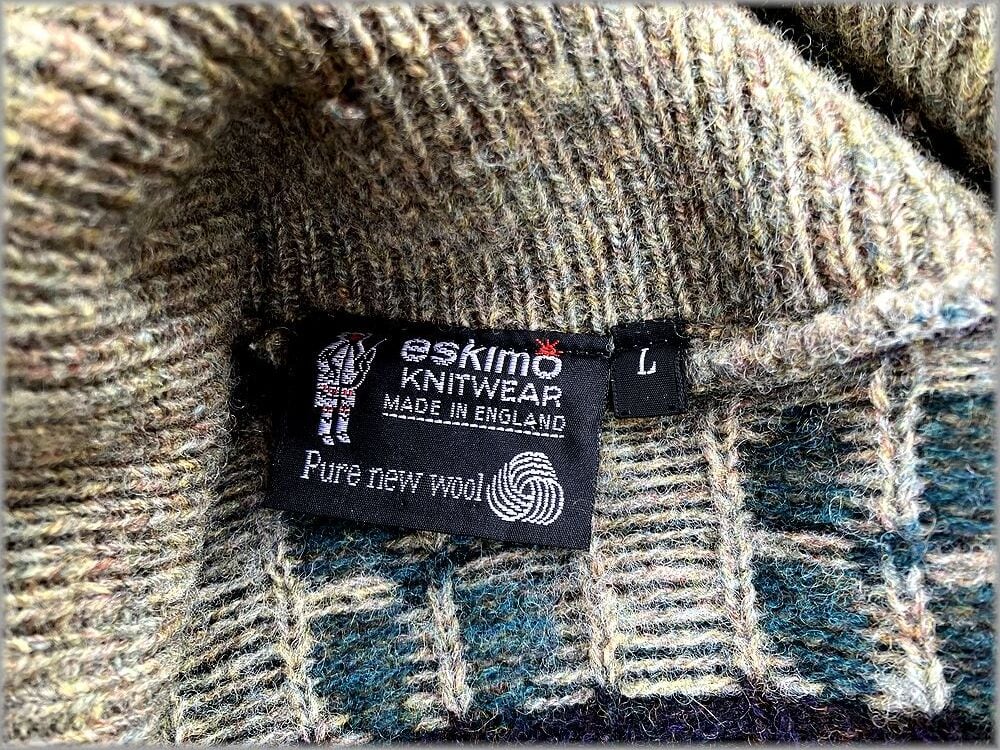 eskimo
KNITWEAR
MADE IN ENGLAND
Pure new wool
L